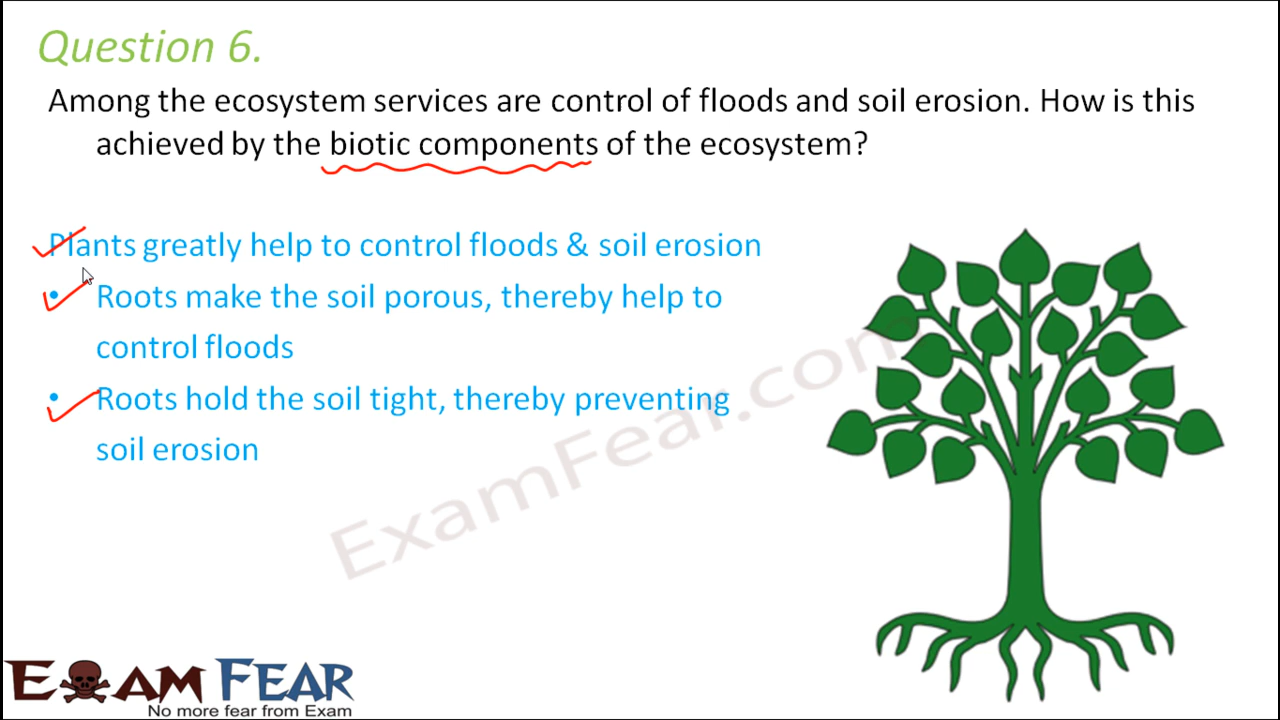 Question 6.
Among the ecosystem services are control of floods and soil erosion. How is this
achieved by the biotic components of the ecosystem?
Plants greatly help to control floods & soil erosion
• Roots make the soil porous, thereby help to
control floods
• Roots hold the soil tight, thereby preventing
soil erosion
ExamFear.com
EXAM FEAR
No more fear from Exam